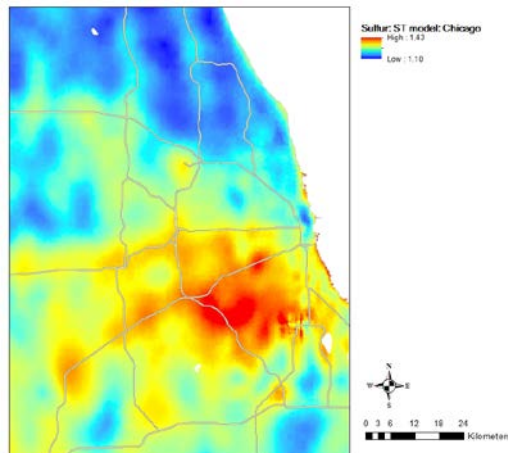 Sulfur: ST model: Chicago
High : 1.43
Low : 1.10
N
W E
S
0 3 6 12 18 24
Kilometers